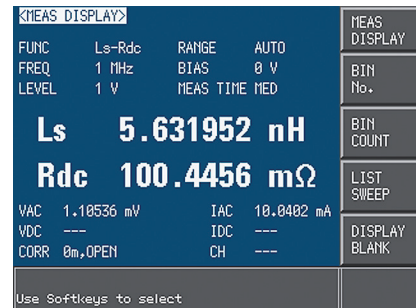 <MEAS DISPLAY>
FUNC Ls-Rdc RANGE AUTO
FREQ 1 MHz BIAS 0 V
LEVEL 1 V MEAS TIME MED
Ls 5.631952 nH
Rdc 100.4456 mΩ
VAC 1.10536 mV IAC 10.0402 mA
VDC --- IDC ---
CORR 0m,OPEN CH ---
Use Softkeys to select
MEAS
DISPLAY
BIN
No.
BIN
COUNT
LIST
SWEEP
DISPLAY
BLANK